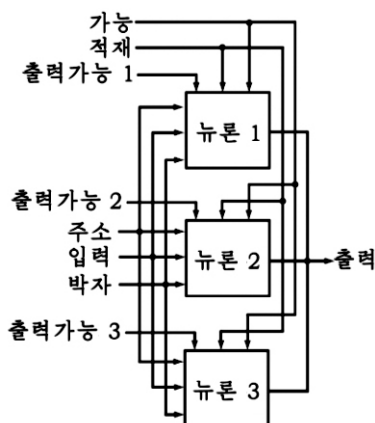 가능
적재
출력가능 1
뉴론 1
출력가능 2
주소
입력
박자
뉴론 2
출력
출력가능 3
뉴론 3